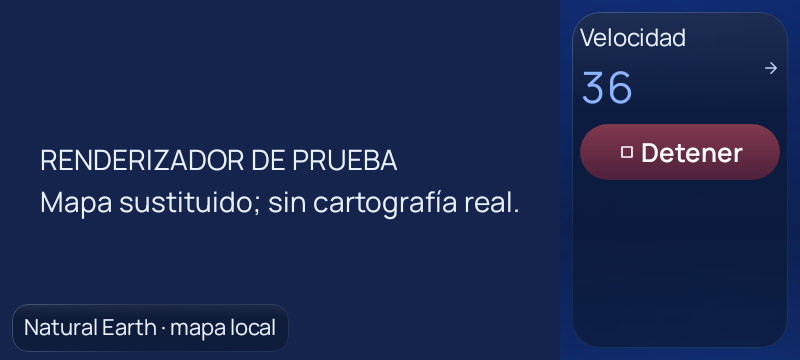 RENDERIZADOR DE PRUEBA
Mapa sustituido; sin cartografía real.
Natural Earth · mapa local
Velocidad
→
36
□ Detener